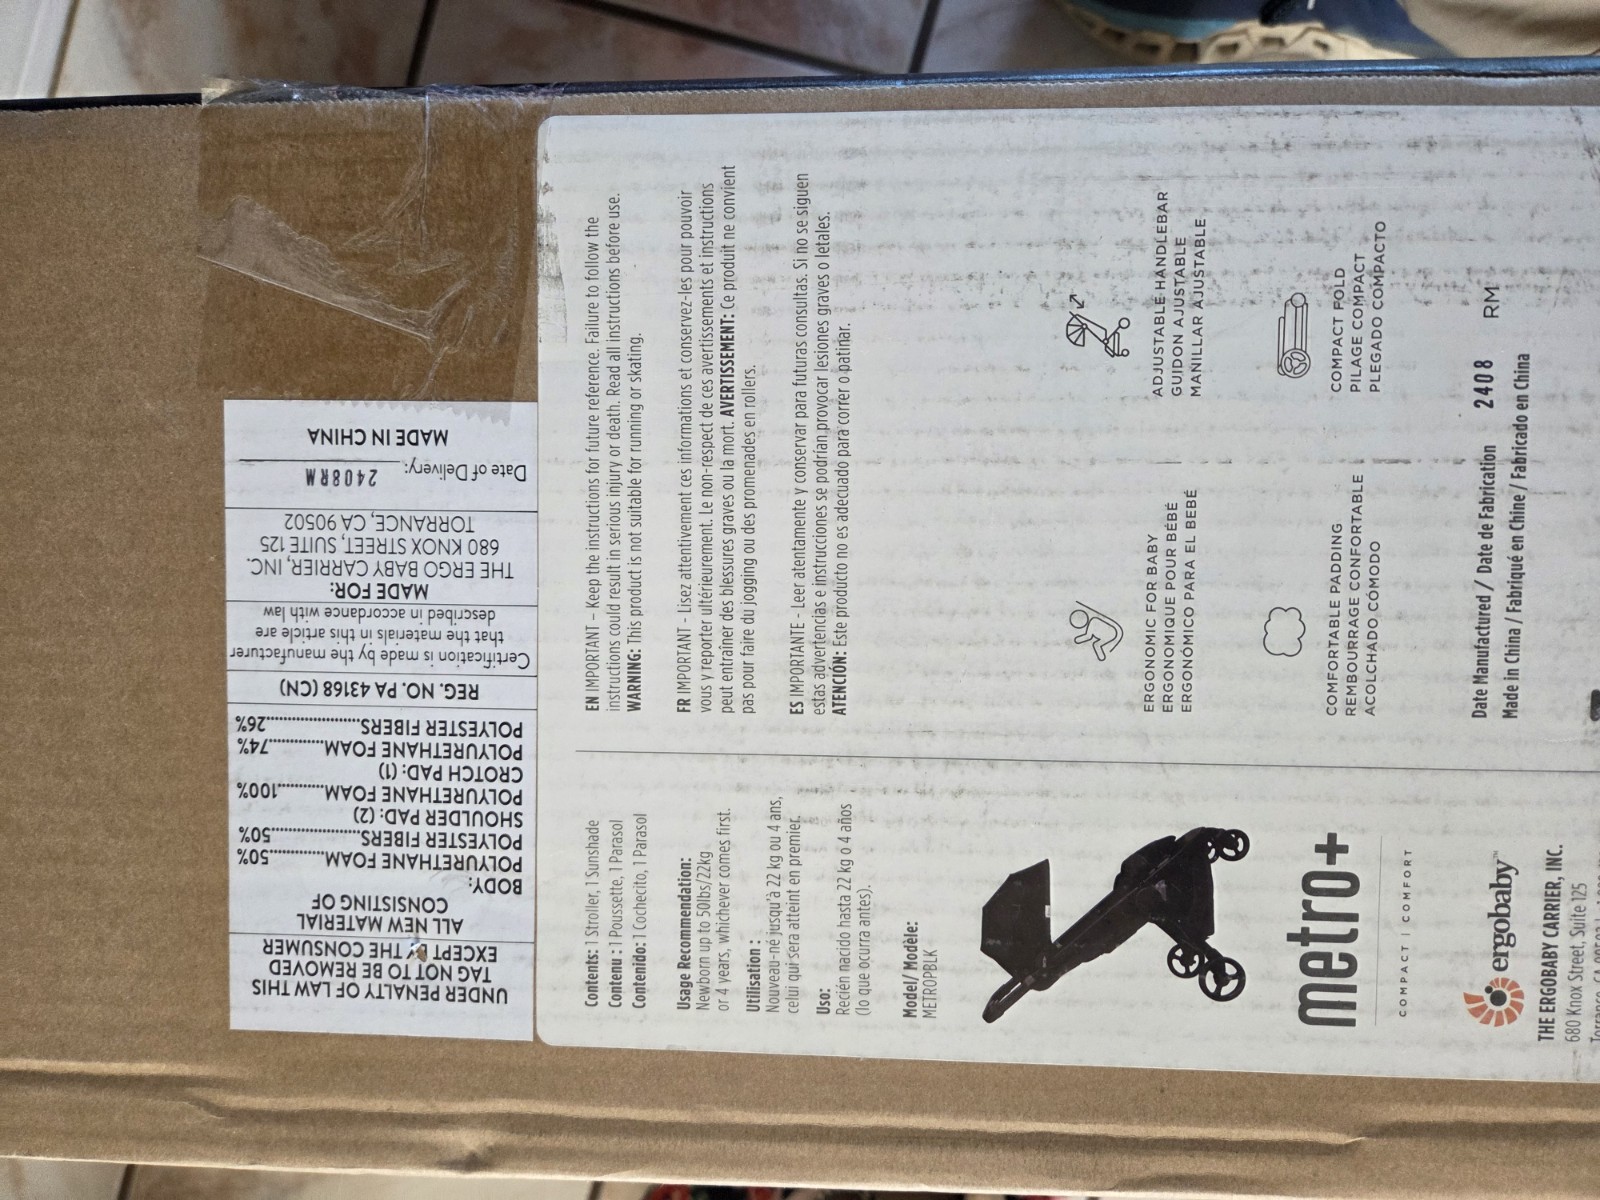 UNDER PENALTY OF LAW THIS
TAG NOT TO BE REMOVED
EXCEPT THE CONSUMER
ALL NEW MATERIAL
CONSISTING OF
BODY:
POLYURETHANE FOAM..............50%
POLYESTER FIBERS....................50%
SHOULDER PAD: (2)
POLYURETHANE FOAM..........100%
CROTCH PAD: (1)
POLYURETHANE FOAM............74%
POLYESTER FIBERS.....................26%
REG. NO. PA 43168 (CN)
Certification is made by the manufacturer
that the materials in this article are
described in accordance with law
MADE FOR:
THE ERGO BABY CARRIER, INC.
680 KNOX STREET, SUITE 125
TORRANCE, CA 90502
Date of Delivery: 2408RM
MADE IN CHINA
Contents: 1 Stroller, 1 Sunshade
Contenu : 1 Poussette, 1 Parasol
Contenido: 1 Cochecito, 1 Parasol
Usage Recommendation:
Newborn up to 50lbs/22kg
or 4 years, whichever comes first.
Utilisation :
Nouveau-né jusqu'à 22 kg ou 4 ans,
celui qui sera atteint en premier.
Uso:
Recién nacido hasta 22 kg o 4 años
(lo que ocurra antes).
Model/ Modèle:
METROPBLK
metro+
COMPACT | COMFORT
ergobaby™
THE ERGOBABY CARRIER, INC.
680 Knox Street, Suite 125
EN IMPORTANT – Keep the instructions for future reference. Failure to follow the
instructions could result in serious injury or death. Read all instructions before use.
WARNING: This product is not suitable for running or skating.
FR IMPORTANT - Lisez attentivement ces informations et conservez-les pour pouvoir
vous y reporter ultérieurement. Le non-respect de ces avertissements et instructions
peut entraîner des blessures graves ou la mort. AVERTISSEMENT: Ce produit ne convient
pas pour faire du jogging ou des promenades en rollers.
ES IMPORTANTE - Leer atentamente y conservar para futuras consultas. Si no se siguen
estas advertencias e instrucciones se podrían provocar lesiones graves o letales.
ATENCIÓN: Este producto no es adecuado para correr o patinar.
ERGONOMIC FOR BABY
ERGONOMIQUE POUR BÉBÉ
ERGONÓMICO PARA EL BEBÉ
ADJUSTABLE HANDLEBAR
GUIDON AJUSTABLE
MANILLAR AJUSTABLE
COMFORTABLE PADDING
REMBOURRAGE CONFORTABLE
ACOLCHADO CÓMODO
COMPACT FOLD
PILAGE COMPACT
PLEGADO COMPACTO
Date Manufactured / Date de Fabrication 2408 RM
Made in China / Fabriqué en Chine / Fabricado en China